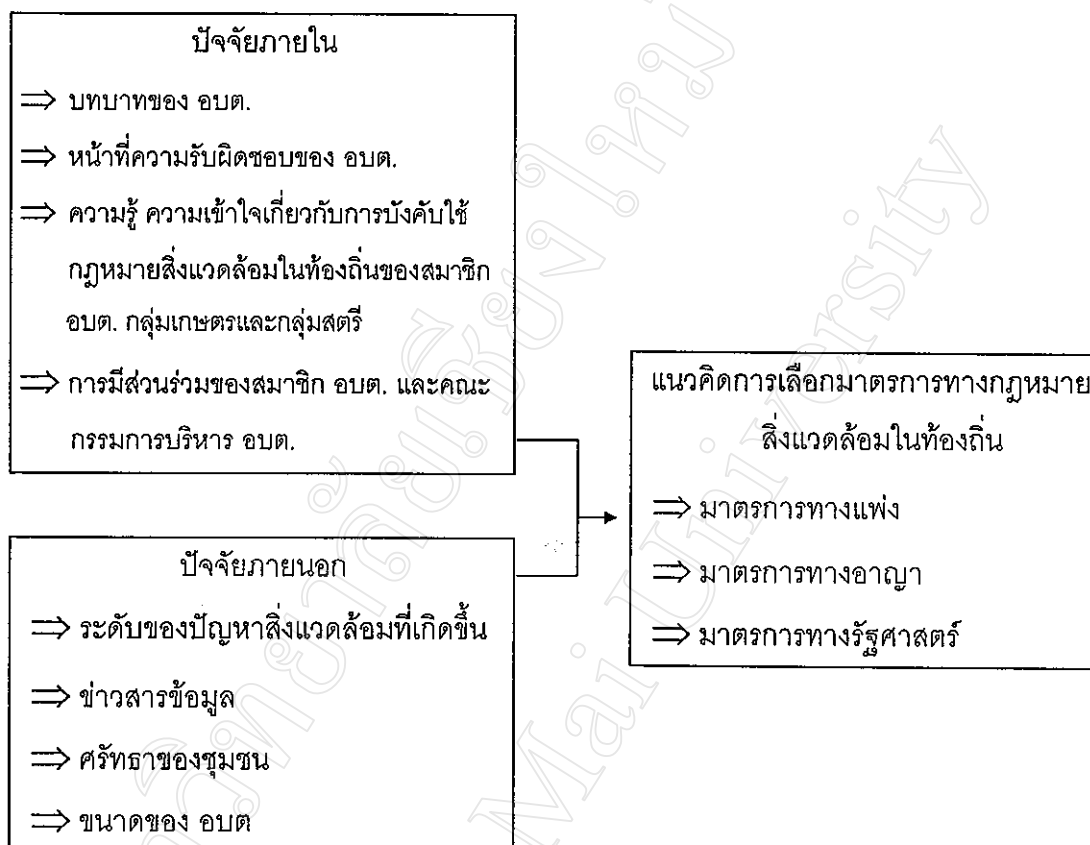 ปัจจัยภายใน
⇒ บทบาทของ อบต.
⇒ หน้าที่ความรับผิดชอบของ อบต.
⇒ ความรู้ ความเข้าใจเกี่ยวกับการบังคับใช้
กฎหมายสิ่งแวดล้อมในท้องถิ่นของสมาชิก
อบต. กลุ่มเกษตรและกลุ่มสตรี
⇒ การมีส่วนร่วมของสมาชิก อบต. และคณะ
กรรมการบริหาร อบต.
ปัจจัยภายนอก
⇒ ระดับของปัญหาสิ่งแวดล้อมที่เกิดขึ้น
⇒ ข่าวสารข้อมูล
⇒ ศรัทธาของชุมชน
⇒ ขนาดของ อบต
แนวคิดการเลือกมาตรการทางกฎหมาย
สิ่งแวดล้อมในท้องถิ่น
⇒ มาตรการทางแพ่ง
⇒ มาตรการทางอาญา
⇒ มาตรการทางรัฐศาสตร์
วิทยาลัยเชียงใหม่
Mai University